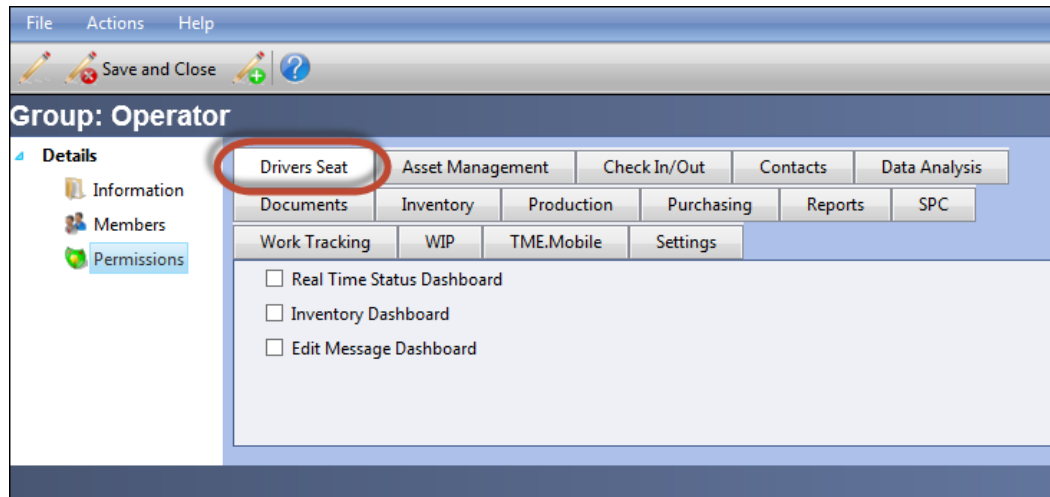 File Actions Help
Save and Close
Group: Operator
Details
Information
Members
Permissions
Drivers Seat Asset Management Check In/Out Contacts Data Analysis
Documents Inventory Production Purchasing Reports SPC
Work Tracking WIP TME.Mobile Settings
Real Time Status Dashboard
Inventory Dashboard
Edit Message Dashboard